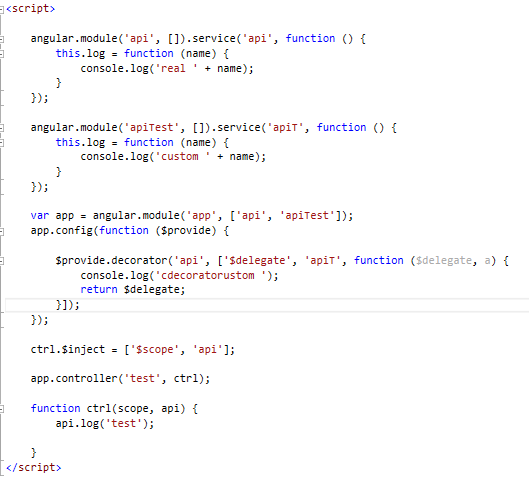 <script>
angular.module('api', []).service('api', function () {
this.log = function (name) {
console.log('real ' + name);
}
});
angular.module('apiTest', []).service('apiT', function () {
this.log = function (name) {
console.log('custom ' + name);
}
});
var app = angular.module('app', ['api', 'apiTest']);
app.config(function ($provide) {
$provide.decorator('api', ['$delegate', 'apiT', function ($delegate, a) {
console.log('cdecoratorustom ');
return $delegate;
}]);
});
ctrl.$inject = ['$scope', 'api'];
app.controller('test', ctrl);
function ctrl(scope, api) {
api.log('test');
}
</script>